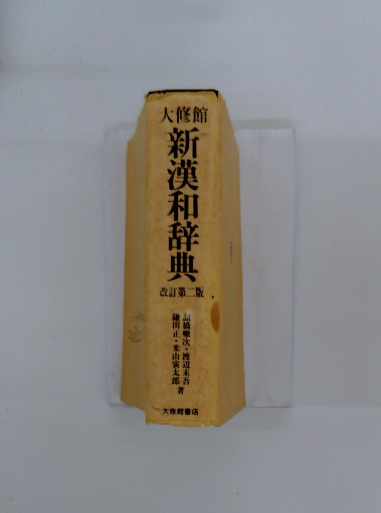 大修館
新漢和辞典
改訂第二版
諸橋轍次・渡辺末吾
鎌田正・米山寅太郎 著
大修館書店